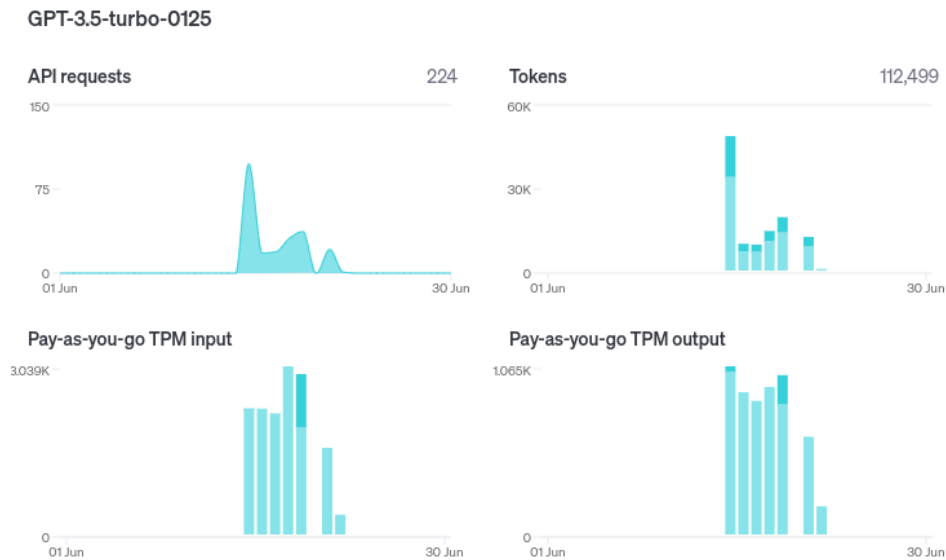 GPT-3.5-turbo-0125
API requests 224
150
75
0
01 Jun 30 Jun
Tokens 112,499
60K
30K
0
01 Jun 30 Jun
Pay-as-you-go TPM input
3.039K
0
01 Jun 30 Jun
Pay-as-you-go TPM output
1.065K
0
01 Jun 30 Jun